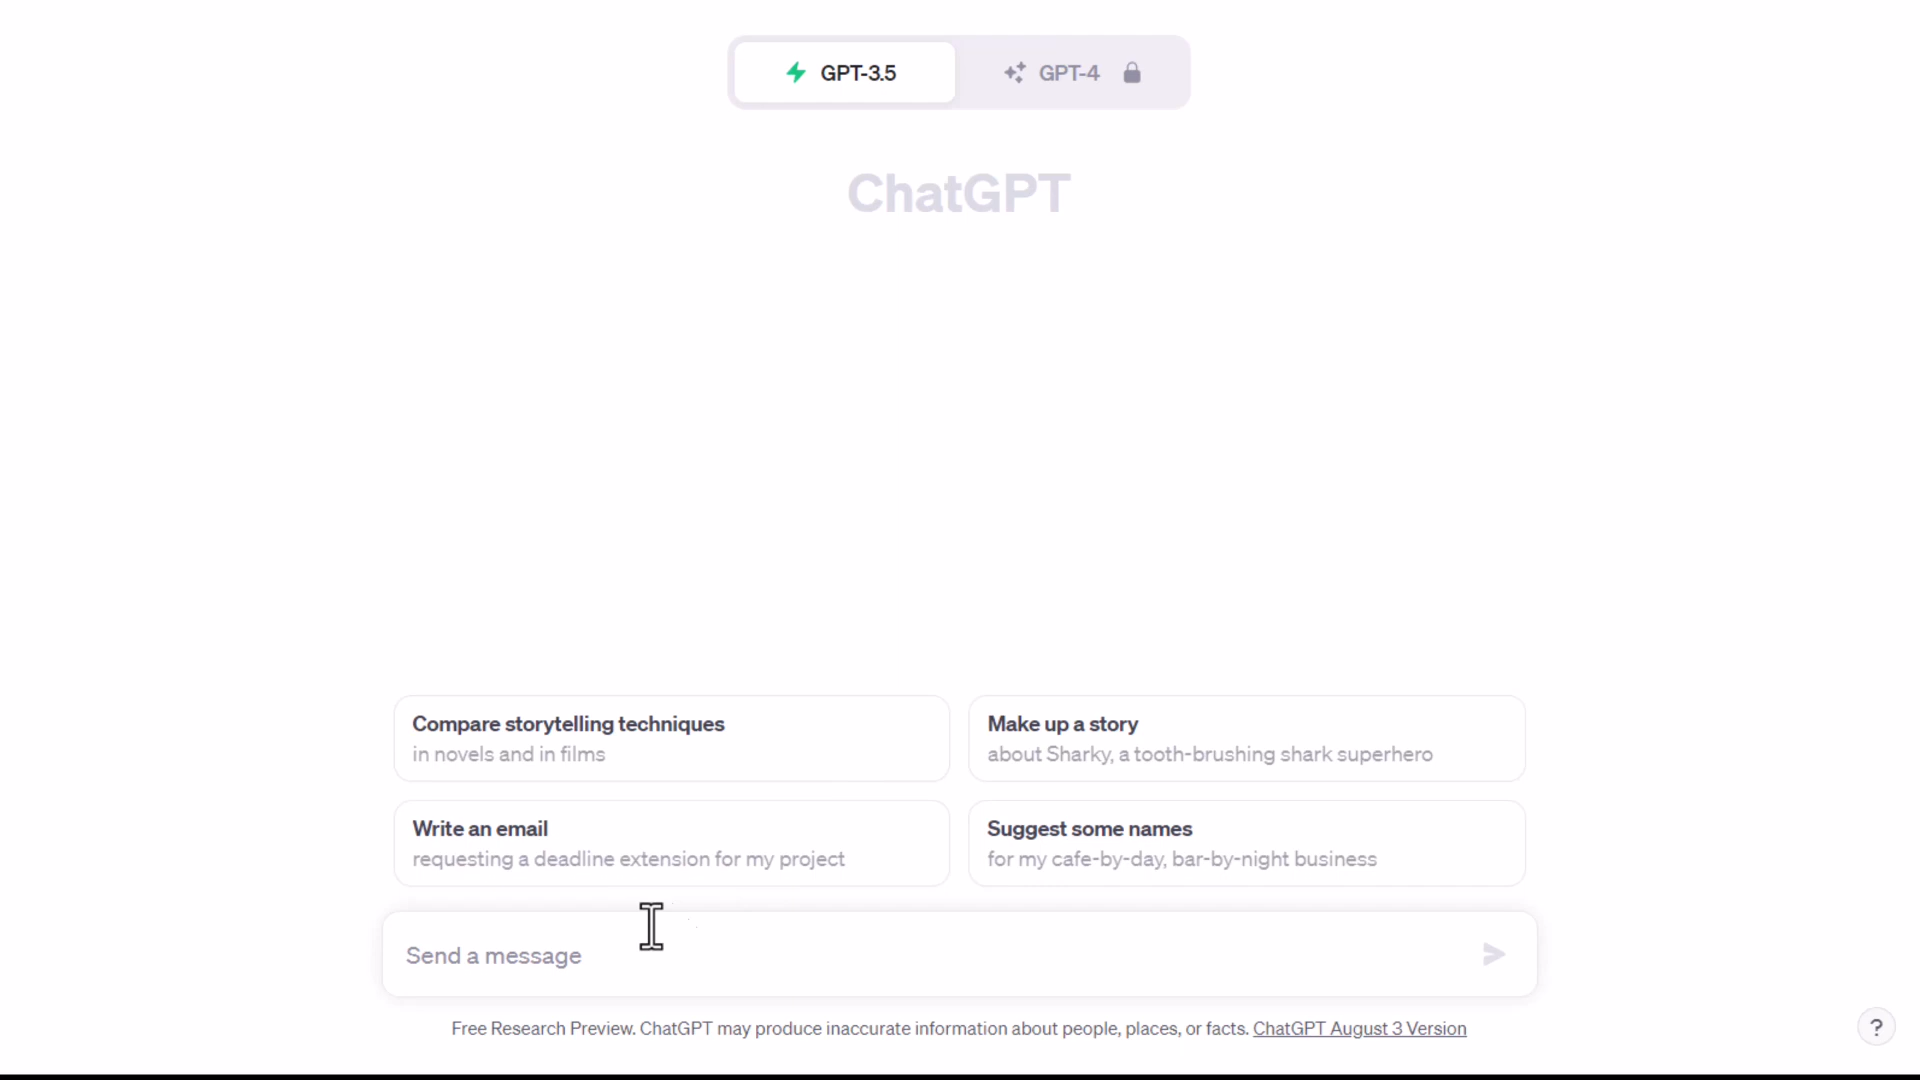 GPT-3.5
GPT-4
ChatGPT
Compare storytelling techniques
in novels and in films
Make up a story
about Sharky, a tooth-brushing shark superhero
Write an email
requesting a deadline extension for my project
Suggest some names
for my cafe-by-day, bar-by-night business
Send a message
Free Research Preview. ChatGPT may produce inaccurate information about people, places, or facts. ChatGPT August 3 Version
?